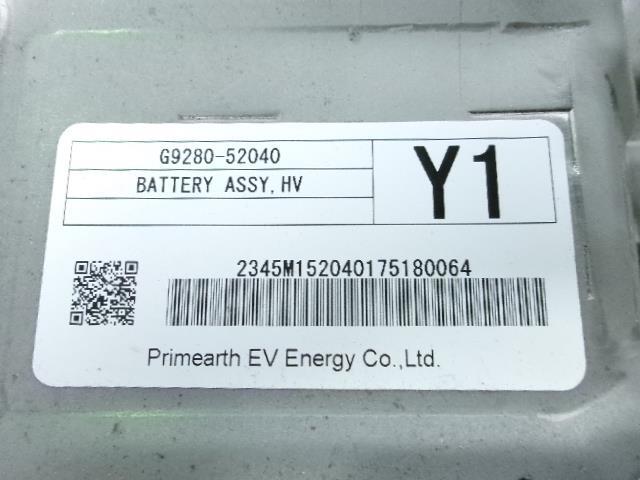 G9280-52040
BATTERY ASSY, HV
Y1
2345M152040175180064
Primearth EV Energy Co.,Ltd.